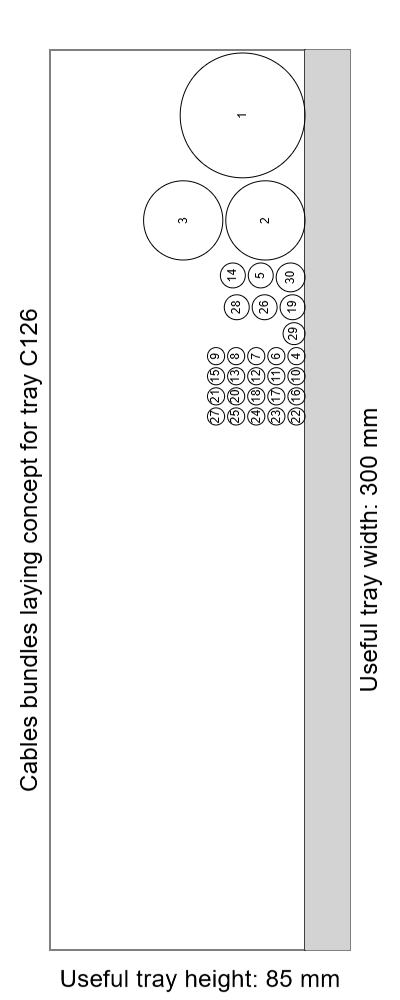 Cables bundles laying concept for tray C126
1
3 2
14 5 30
28 26 19
29
9 8 7 6 4
15 13 12 11 10
21 20 18 17 16
27 25 24 23 22
Useful tray width: 300 mm
Useful tray height: 85 mm